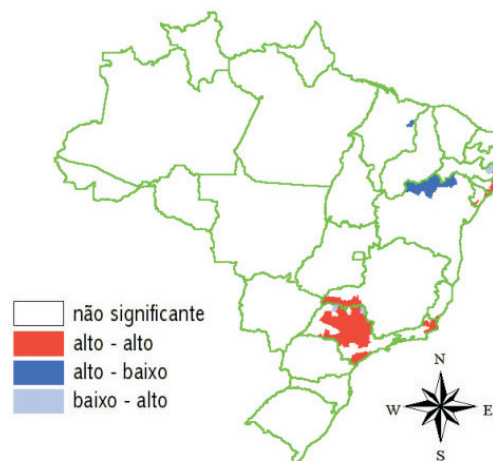 não significante
alto - alto
alto - baixo
baixo - alto
N
W E
S